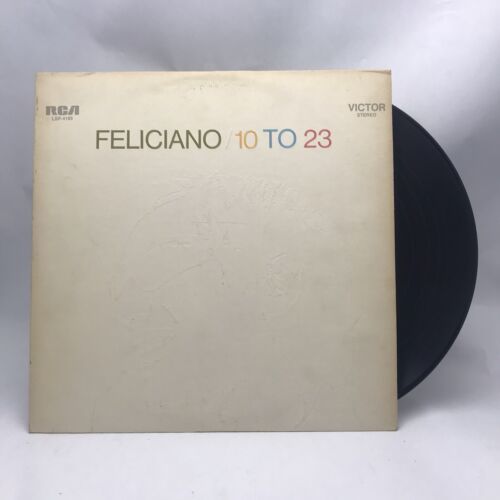 RCA VICTOR
LSP-4185 STEREO
FELICIANO / 10 TO 23